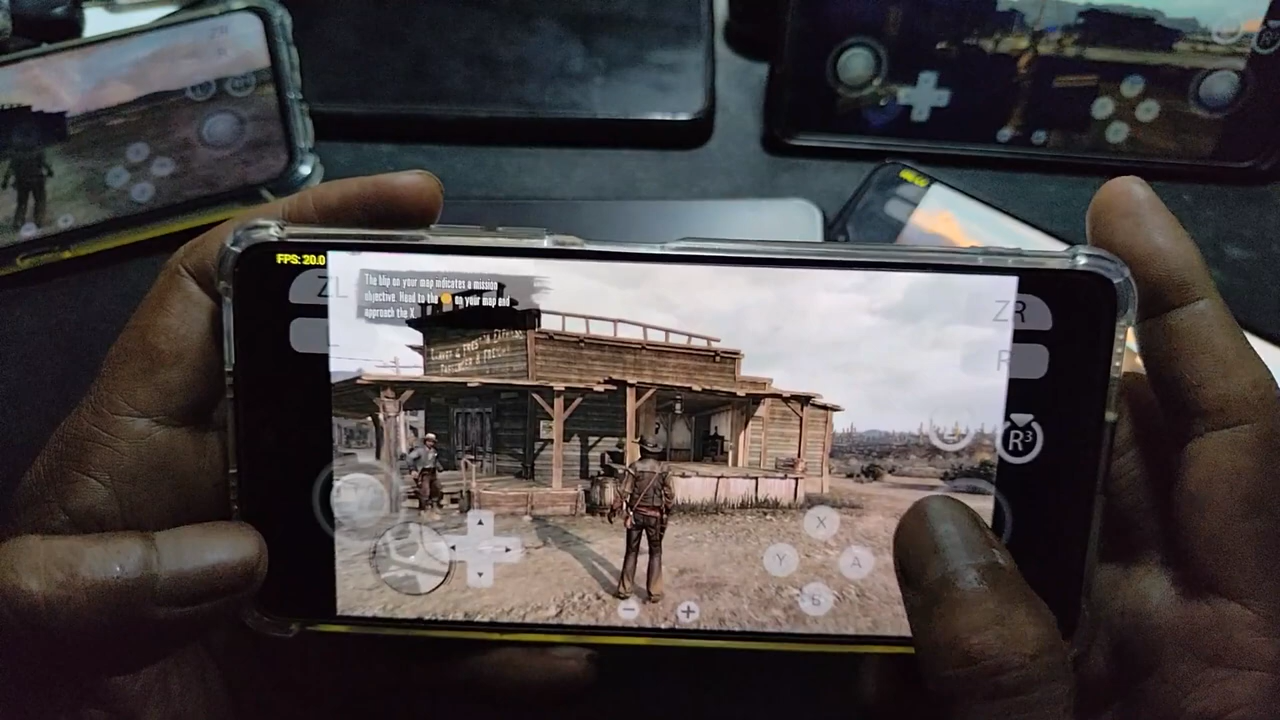 FPS: 20.0
ZL
The blip on your map indicates a mission
objective. Head to the on your map and
approach the X.
ZR
R
R3
X
Y
A
B